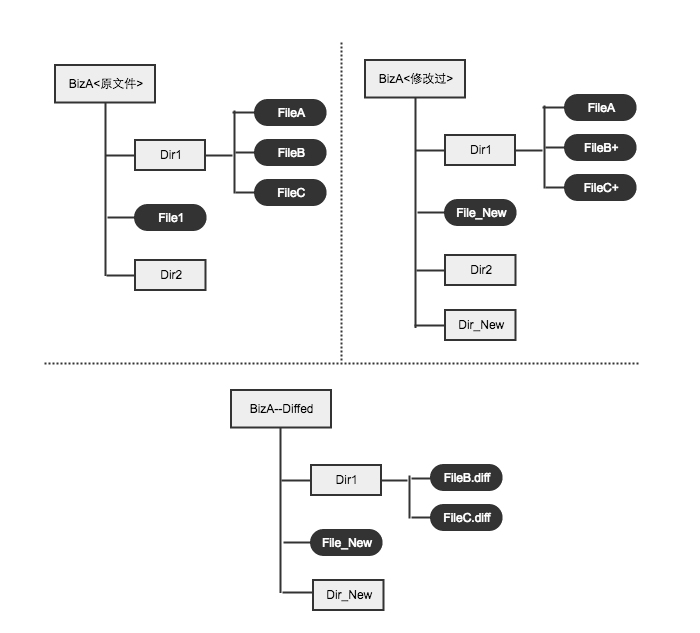 BizA<原文件>
Dir1
FileA
FileB
FileC
File1
Dir2
BizA<修改过>
Dir1
FileA
FileB+
FileC+
File_New
Dir2
Dir_New
BizA--Diffed
Dir1
FileB.diff
FileC.diff
File_New
Dir_New